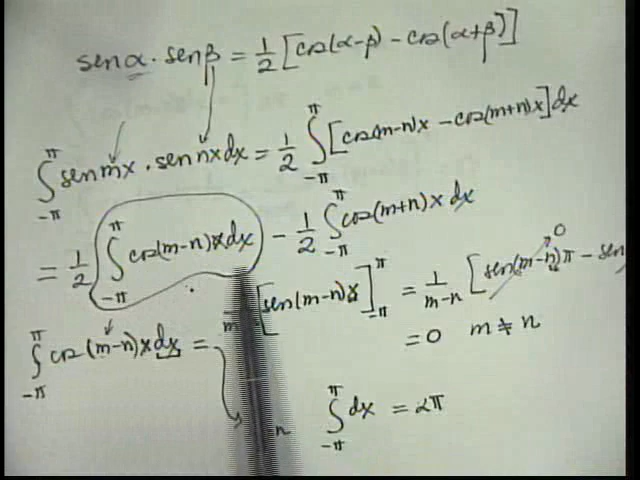 senα · senβ = 1/2 [cos(α-β) - cos(α+β)]
∫_{-π}^{π} sen mx · sen nx dx = 1/2 ∫_{-π}^{π} [cos(m-n)x - cos(m+n)x] dx
= 1/2 ∫_{-π}^{π} cos(m-n)x dx - 1/2 ∫_{-π}^{π} cos(m+n)x dx
∫_{-π}^{π} cos(m-n)x dx = [sen(m-n)x]_{-π}^{π} = 1/(m-n) [sen(m-n)π - sen
0
= 0 m ≠ n
n ∫_{-π}^{π} dx = 2π